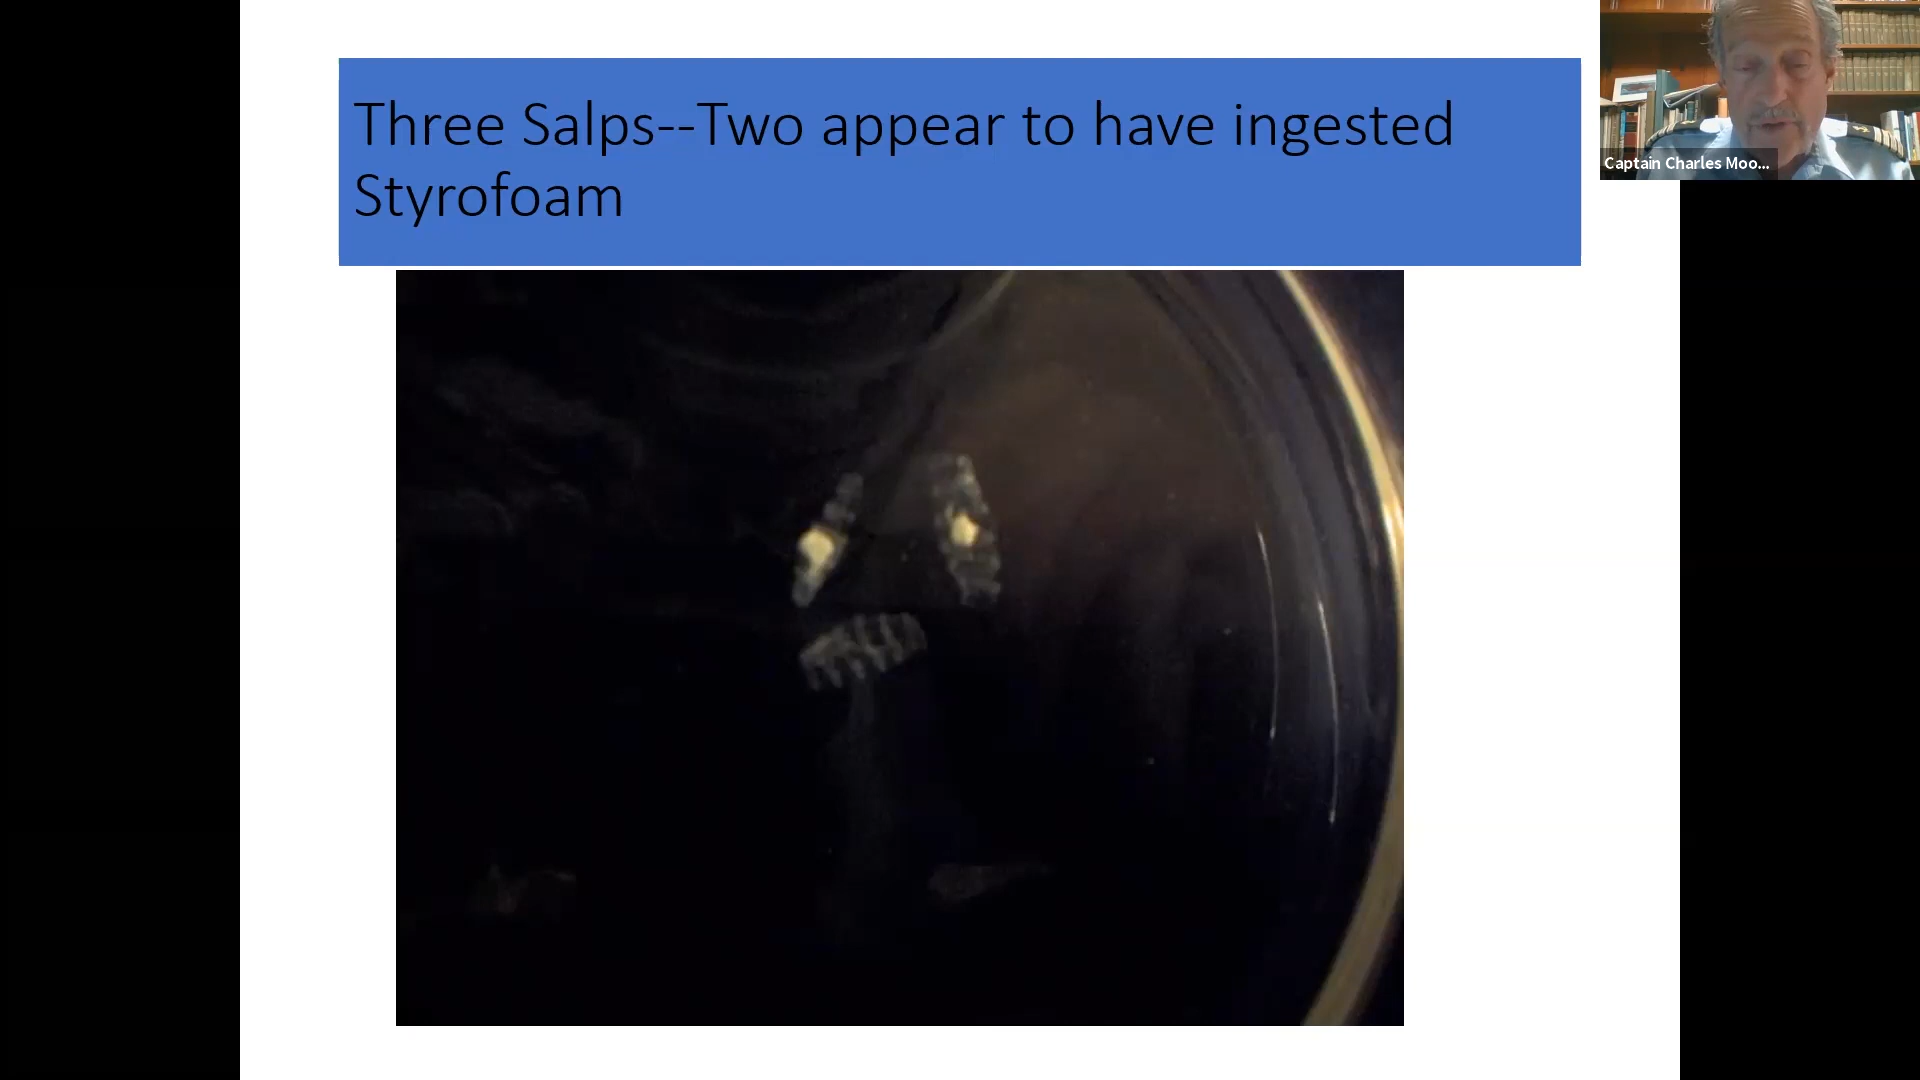 Three Salps--Two appear to have ingested
Styrofoam
Captain Charles Moo...